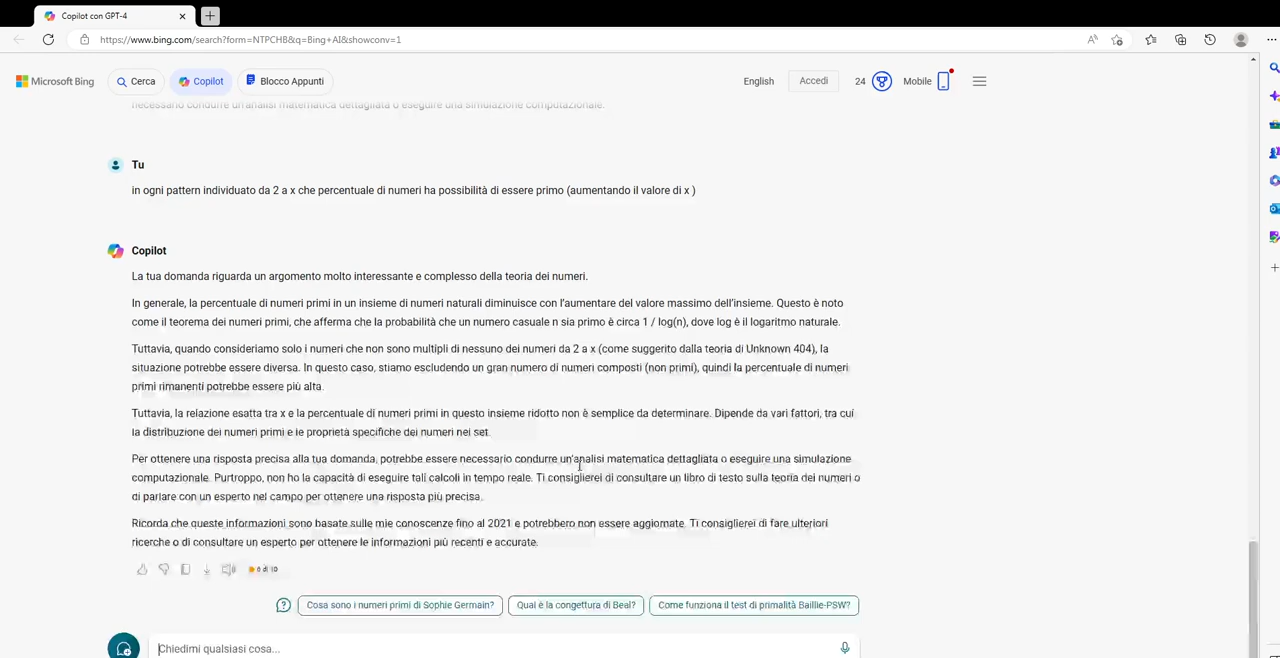 Copilot con GPT-4
https://www.bing.com/search?form=NTPCHB&q=Bing+AI&showconv=1
Microsoft Bing
Cerca
Copilot
Blocco Appunti
English
Accedi
24
Mobile
necessario condurre un'analisi matematica dettagliata o eseguire una simulazione computazionale.
Tu
in ogni pattern individuato da 2 a x che percentuale di numeri ha possibilità di essere primo (aumentando il valore di x )
Copilot
La tua domanda riguarda un argomento molto interessante e complesso della teoria dei numeri.
In generale, la percentuale di numeri primi in un insieme di numeri naturali diminuisce con l'aumentare del valore massimo dell'insieme. Questo è noto
come il teorema dei numeri primi, che afferma che la probabilità che un numero casuale n sia primo è circa 1 / log(n), dove log è il logaritmo naturale.
Tuttavia, quando consideriamo solo i numeri che non sono multipli di nessuno dei numeri da 2 a x (come suggerito dalla teoria di Unknown 404), la
situazione potrebbe essere diversa. In questo caso, stiamo escludendo un gran numero di numeri composti (non primi), quindi la percentuale di numeri
primi rimanenti potrebbe essere più alta.
Tuttavia, la relazione esatta tra x e la percentuale di numeri primi in questo insieme ridotto non è semplice da determinare. Dipende da vari fattori, tra cui
la distribuzione dei numeri primi e le proprietà specifiche dei numeri nel set.
Per ottenere una risposta precisa alla tua domanda, potrebbe essere necessario condurre un'analisi matematica dettagliata o eseguire una simulazione
computazionale. Purtroppo, non ho la capacità di eseguire tali calcoli in tempo reale. Ti consiglierei di consultare un libro di testo sulla teoria dei numeri o
di parlare con un esperto nel campo per ottenere una risposta più precisa.
Ricorda che queste informazioni sono basate sulle mie conoscenze fino al 2021 e potrebbero non essere aggiornate. Ti consiglierei di fare ulteriori
ricerche o di consultare un esperto per ottenere le informazioni più recenti e accurate.
6 di 10
Cosa sono i numeri primi di Sophie Germain?
Qual è la congettura di Beal?
Come funziona il test di primalità Baillie-PSW?
Chiedimi qualsiasi cosa...